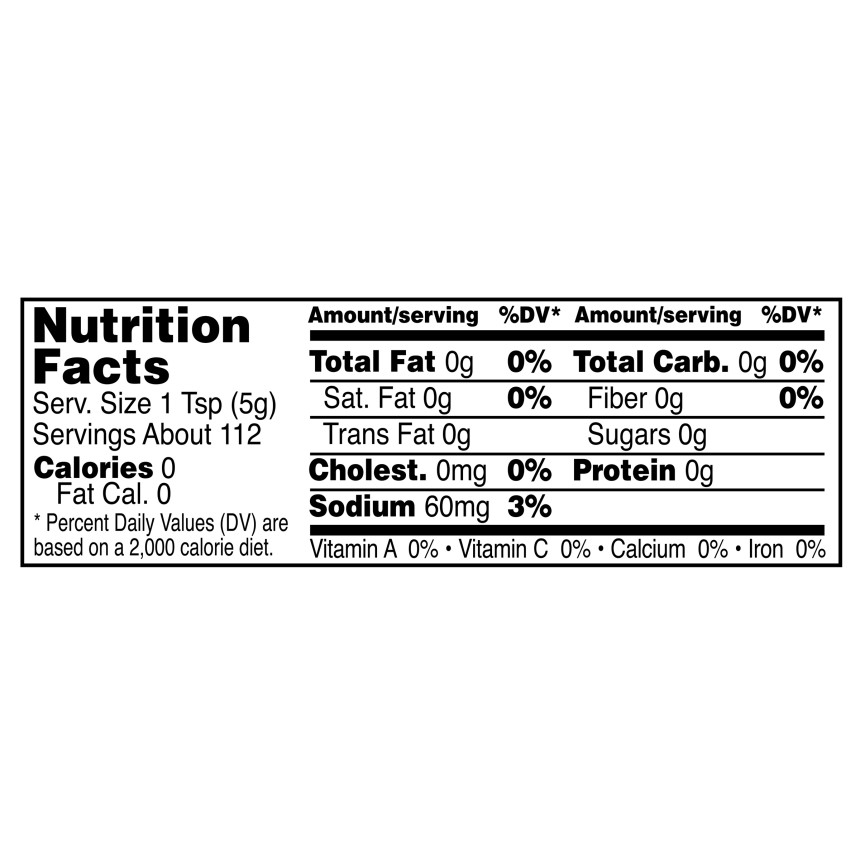 Nutrition
Facts
Serv. Size 1 Tsp (5g)
Servings About 112
Calories 0
Fat Cal. 0
* Percent Daily Values (DV) are
based on a 2,000 calorie diet.
Amount/serving %DV* Amount/serving %DV*
Total Fat 0g 0% Total Carb. 0g 0%
Sat. Fat 0g 0% Fiber 0g 0%
Trans Fat 0g Sugars 0g
Cholest. 0mg 0% Protein 0g
Sodium 60mg 3%
Vitamin A 0% • Vitamin C 0% • Calcium 0% • Iron 0%